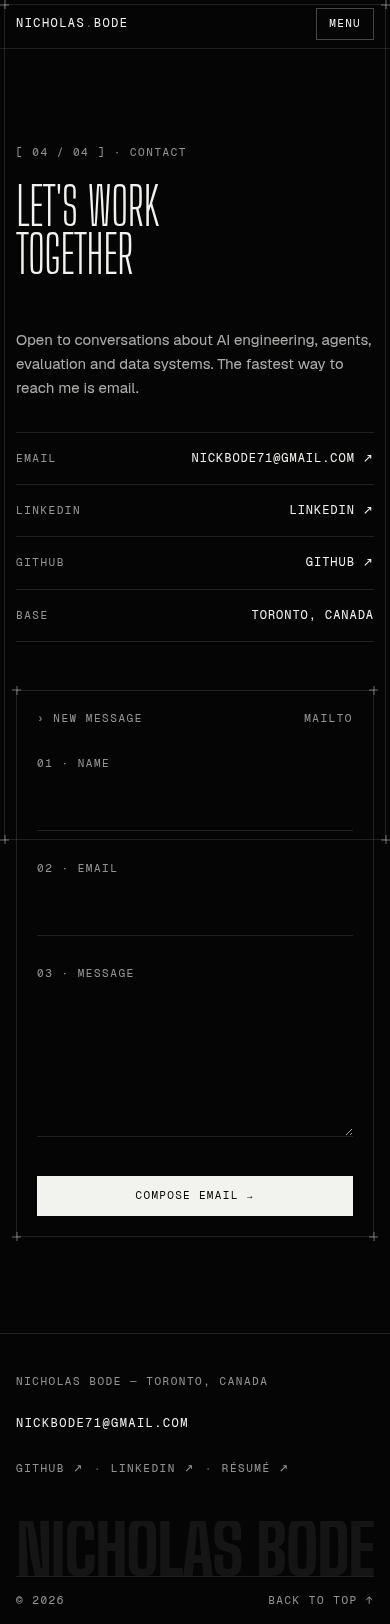 NICHOLAS.BODE
MENU
[ 04 / 04 ] · CONTACT
LET'S WORK
TOGETHER
Open to conversations about AI engineering, agents,
evaluation and data systems. The fastest way to
reach me is email.
EMAIL NICKBODE71@GMAIL.COM ↗
LINKEDIN LINKEDIN ↗
GITHUB GITHUB ↗
BASE TORONTO, CANADA
› NEW MESSAGE MAILTO
01 · NAME
02 · EMAIL
03 · MESSAGE
COMPOSE EMAIL →
NICHOLAS BODE — TORONTO, CANADA
NICKBODE71@GMAIL.COM
GITHUB ↗ · LINKEDIN ↗ · RÉSUMÉ ↗
NICHOLAS BODE
© 2026 BACK TO TOP ↑